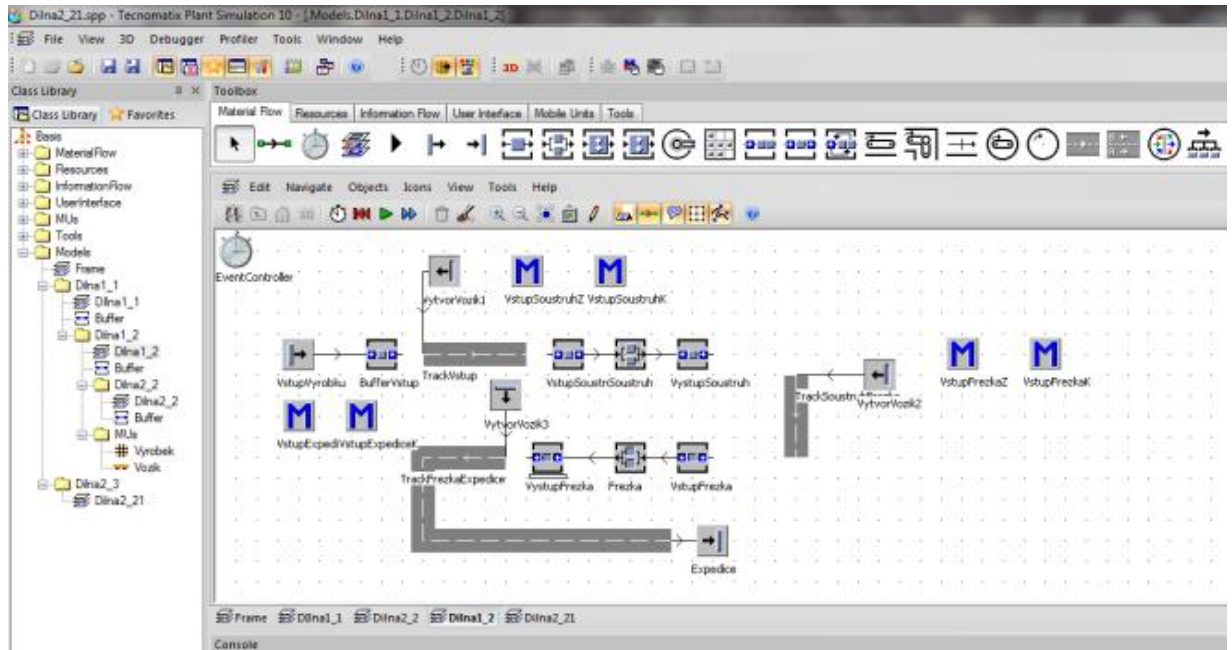 Dilna2_21.spp - Tecnomatix Plant Simulation 10 - [.Models.Dilna1_1.Dilna1_2.Dilna1_2]
File View 3D Debugger Profiler Tools Window Help
3D
Class Library
Toolbox
Class Library Favorites
Material Flow Resources Information Flow User Interface Mobile Units Tools
Basis
MaterialFlow
Resources
InformationFlow
UserInterface
MUs
Tools
Models
Frame
Dilna1_1
Dilna1_1
Buffer
Dilna1_2
Dilna1_2
Buffer
Dilna2_2
Dilna2_2
Buffer
MUs
Vyrobek
Vozik
Dilna2_3
Dilna2_21
Edit Navigate Objects Icons View Tools Help
EventController
VytvorVozik1
M VstupSoustruhZ
M VstupSoustruhK
VstupVyrobku BufferVstup TrackVstup
Soustruh VystupSoustruh
VytvorVozik2
M VstupFrezkaZ
M VstupFrezkaK
M M
VytvorVozik3
TrackFrezkaExpedice
VystupFrezka Frezka VstupFrezka
Expedice
Frame Dilna1_1 Dilna2_2 Dilna1_2 Dilna2_21
Console